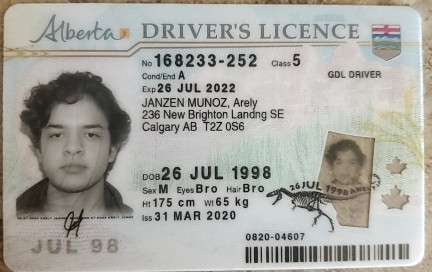 Alberta DRIVER'S LICENCE
No 168233-252 Class 5
Cond/End A GDL DRIVER
Exp 26 JUL 2022
JANZEN MUNOZ, Arely
236 New Brighton Landng SE
Calgary AB T2Z 0S6
DOB 26 JUL 1998
Sex M Eyes Bro Hair Bro
Ht 175 cm Wt 65 kg
Iss 31 MAR 2020
26 JUL 1998
JUL 98
0820-04607